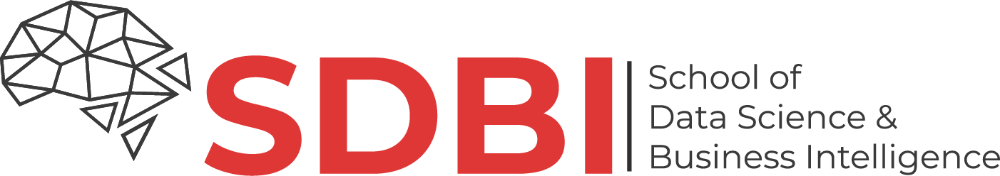 SDBI
School of
Data Science &
Business Intelligence